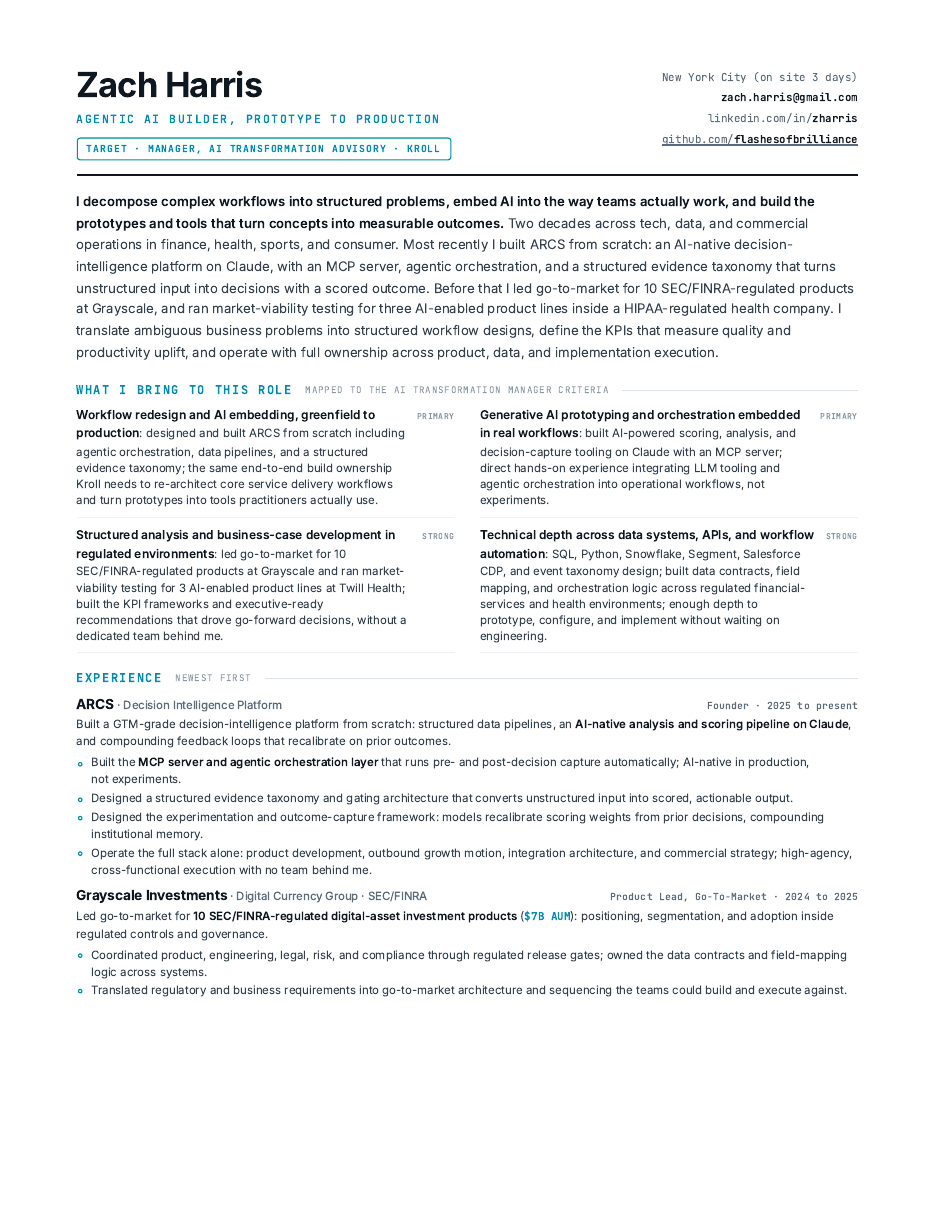 Zach Harris
AGENTIC AI BUILDER, PROTOTYPE TO PRODUCTION
TARGET · MANAGER, AI TRANSFORMATION ADVISORY · KROLL
New York City (on site 3 days)
zach.harris@gmail.com
linkedin.com/in/zharris
github.com/flashesofbrilliance
I decompose complex workflows into structured problems, embed AI into the way teams actually work, and build the
prototypes and tools that turn concepts into measurable outcomes. Two decades across tech, data, and commercial
operations in finance, health, sports, and consumer. Most recently I built ARCS from scratch: an AI-native decision-
intelligence platform on Claude, with an MCP server, agentic orchestration, and a structured evidence taxonomy that turns
unstructured input into decisions with a scored outcome. Before that I led go-to-market for 10 SEC/FINRA-regulated products
at Grayscale, and ran market-viability testing for three AI-enabled product lines inside a HIPAA-regulated health company. I
translate ambiguous business problems into structured workflow designs, define the KPIs that measure quality and
productivity uplift, and operate with full ownership across product, data, and implementation execution.
WHAT I BRING TO THIS ROLE MAPPED TO THE AI TRANSFORMATION MANAGER CRITERIA
Workflow redesign and AI embedding, greenfield to PRIMARY
production: designed and built ARCS from scratch including
agentic orchestration, data pipelines, and a structured
evidence taxonomy; the same end-to-end build ownership
Kroll needs to re-architect core service delivery workflows
and turn prototypes into tools practitioners actually use.
Generative AI prototyping and orchestration embedded PRIMARY
in real workflows: built AI-powered scoring, analysis, and
decision-capture tooling on Claude with an MCP server;
direct hands-on experience integrating LLM tooling and
agentic orchestration into operational workflows, not
experiments.
Structured analysis and business-case development in STRONG
regulated environments: led go-to-market for 10
SEC/FINRA-regulated products at Grayscale and ran market-
viability testing for 3 AI-enabled product lines at Twill Health;
built the KPI frameworks and executive-ready
recommendations that drove go-forward decisions, without a
dedicated team behind me.
Technical depth across data systems, APIs, and workflow STRONG
automation: SQL, Python, Snowflake, Segment, Salesforce
CDP, and event taxonomy design; built data contracts, field
mapping, and orchestration logic across regulated financial-
services and health environments; enough depth to
prototype, configure, and implement without waiting on
engineering.
EXPERIENCE NEWEST FIRST
ARCS · Decision Intelligence Platform Founder · 2025 to present
Built a GTM-grade decision-intelligence platform from scratch: structured data pipelines, an AI-native analysis and scoring pipeline on Claude,
and compounding feedback loops that recalibrate on prior outcomes.
Built the MCP server and agentic orchestration layer that runs pre- and post-decision capture automatically; AI-native in production,
not experiments.
Designed a structured evidence taxonomy and gating architecture that converts unstructured input into scored, actionable output.
Designed the experimentation and outcome-capture framework: models recalibrate scoring weights from prior decisions, compounding
institutional memory.
Operate the full stack alone: product development, outbound growth motion, integration architecture, and commercial strategy; high-agency,
cross-functional execution with no team behind me.
Grayscale Investments · Digital Currency Group · SEC/FINRA Product Lead, Go-To-Market · 2024 to 2025
Led go-to-market for 10 SEC/FINRA-regulated digital-asset investment products ($7B AUM): positioning, segmentation, and adoption inside
regulated controls and governance.
Coordinated product, engineering, legal, risk, and compliance through regulated release gates; owned the data contracts and field-mapping
logic across systems.
Translated regulatory and business requirements into go-to-market architecture and sequencing the teams could build and execute against.